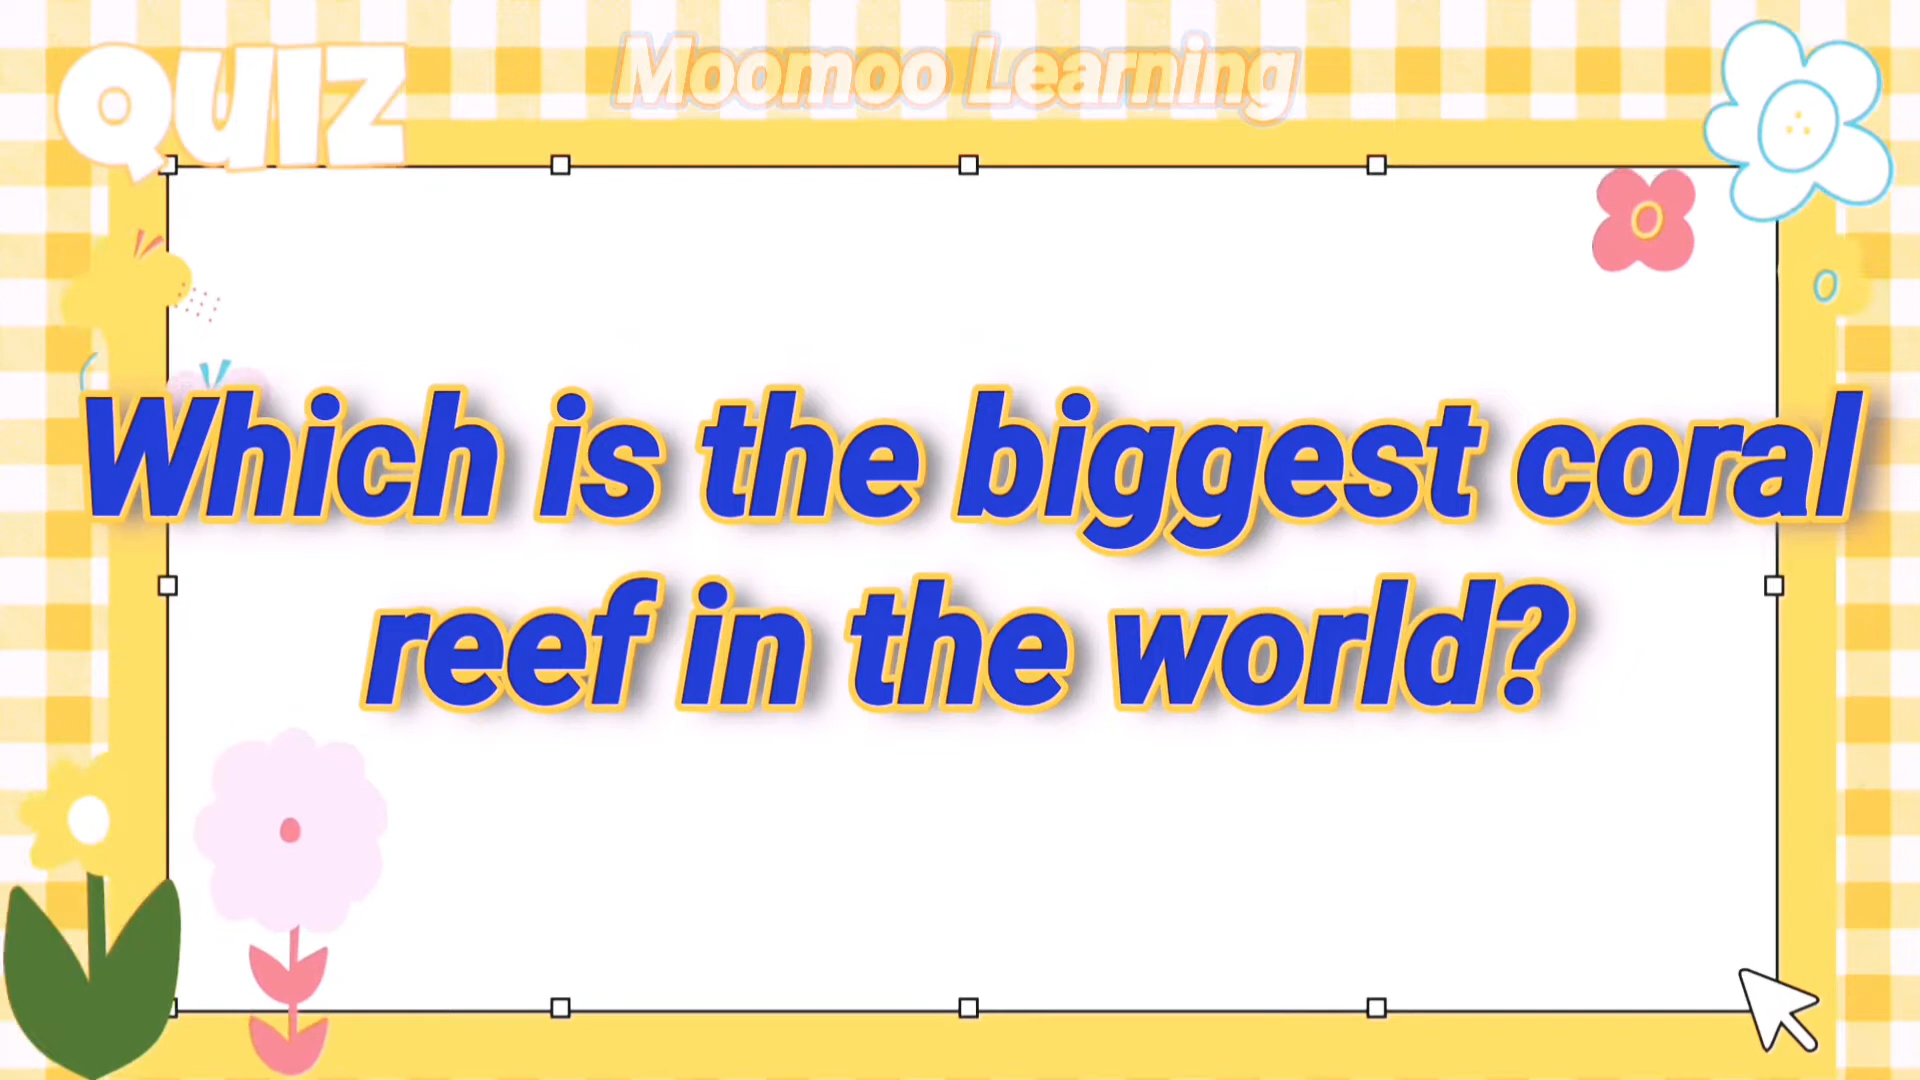 QUIZ
Moomoo Learning
Which is the biggest coral
reef in the world?